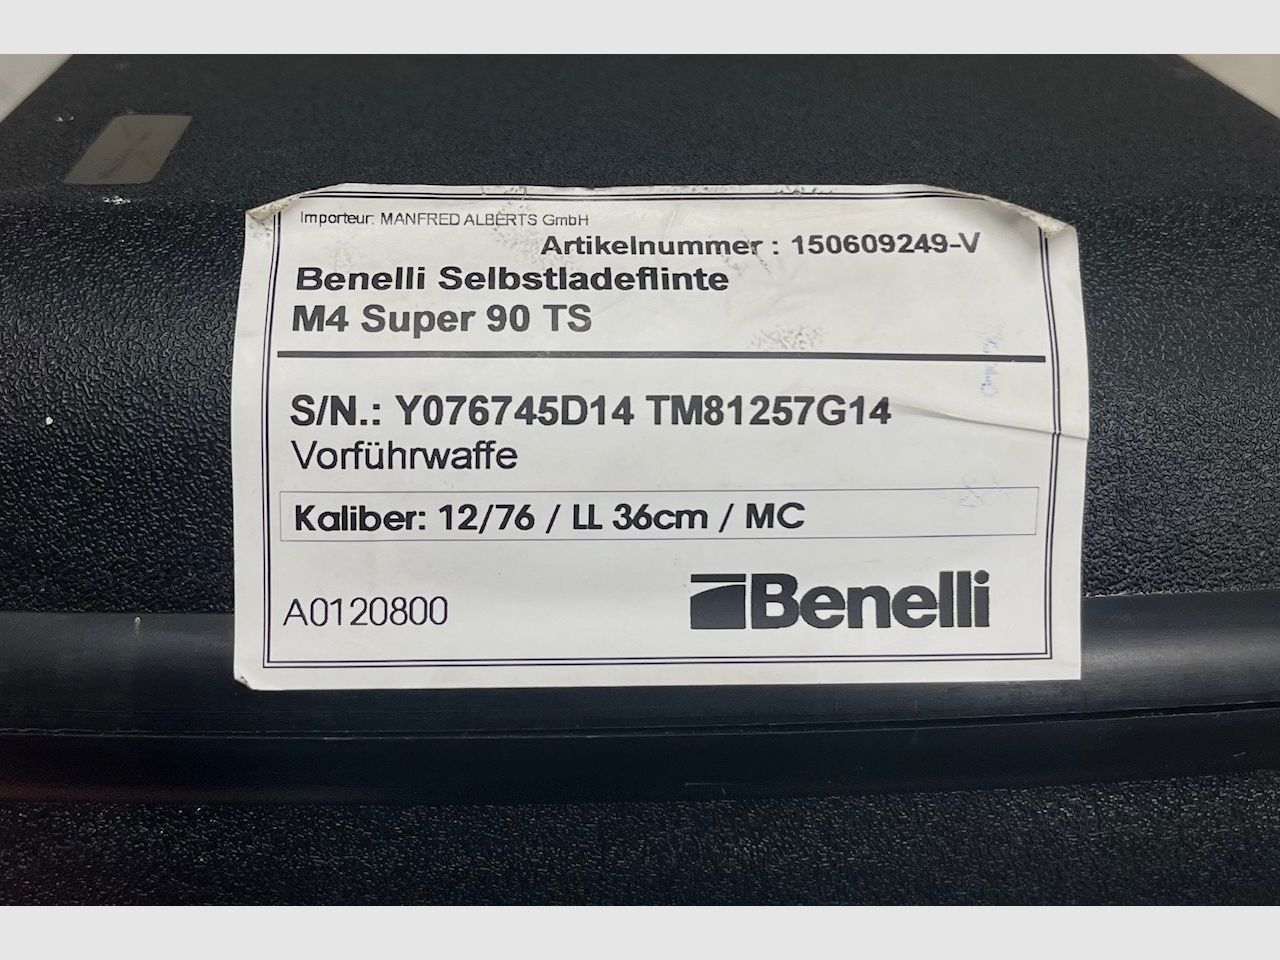 Importeur: MANFRED ALBERTS GmbH
Artikelnummer : 150609249-V
Benelli Selbstladeflinte
M4 Super 90 TS
S/N.: Y076745D14 TM81257G14
Vorführwaffe
Kaliber: 12/76 / LL 36cm / MC
A0120800
Benelli